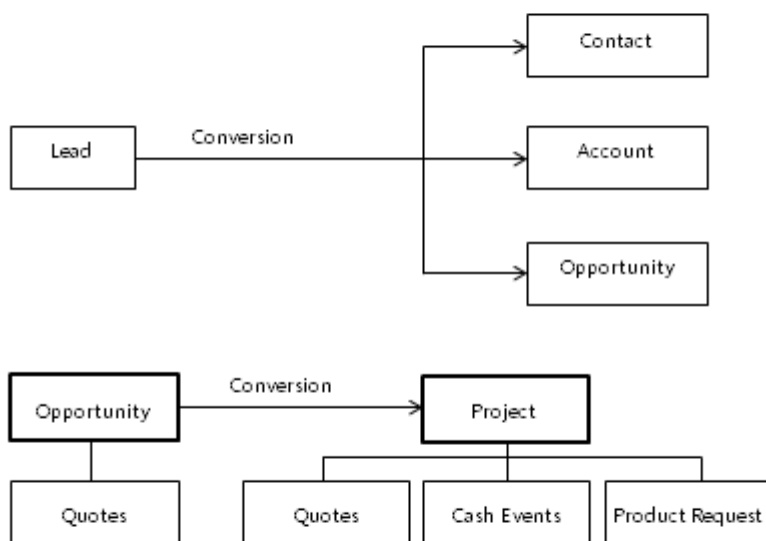 Contact
Conversion
Lead
Account
Opportunity
Conversion
Opportunity
Project
Quotes
Quotes
Cash Events
Product Request